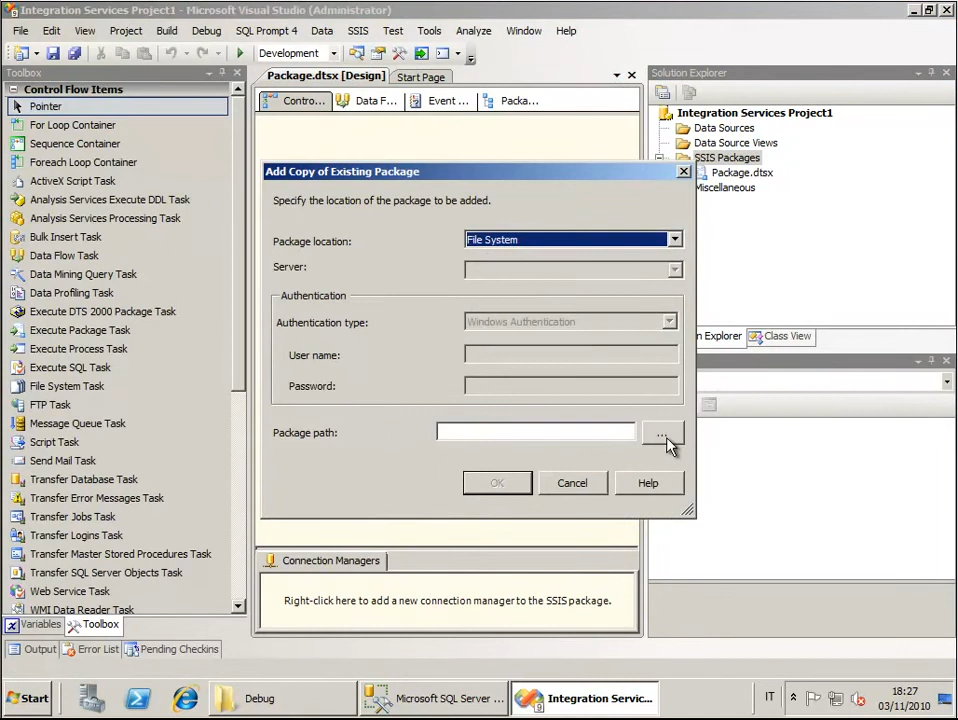 Integration Services Project1 - Microsoft Visual Studio (Administrator)
File Edit View Project Build Debug SQL Prompt 4 Data SSIS Test Tools Analyze Window Help
Development
Toolbox
Control Flow Items
Pointer
For Loop Container
Sequence Container
Foreach Loop Container
ActiveX Script Task
Analysis Services Execute DDL Task
Analysis Services Processing Task
Bulk Insert Task
Data Flow Task
Data Mining Query Task
Data Profiling Task
Execute DTS 2000 Package Task
Execute Package Task
Execute Process Task
Execute SQL Task
File System Task
FTP Task
Message Queue Task
Script Task
Send Mail Task
Transfer Database Task
Transfer Error Messages Task
Transfer Jobs Task
Transfer Logins Task
Transfer Master Stored Procedures Task
Transfer SQL Server Objects Task
Web Service Task
WMI Data Reader Task
Variables Toolbox
Output Error List Pending Checkins
Package.dtsx [Design] Start Page
Contro... Data F... Event ... Packa...
Add Copy of Existing Package
Specify the location of the package to be added.
Package location: File System
Server:
Authentication
Authentication type: Windows Authentication
User name:
Password:
Package path: ...
OK Cancel Help
Connection Managers
Right-click here to add a new connection manager to the SSIS package.
Solution Explorer
Integration Services Project1
Data Sources
Data Source Views
SSIS Packages
Package.dtsx
Miscellaneous
n Explorer Class View
Start Debug Microsoft SQL Server ... Integration Servic... IT 18:27
03/11/2010